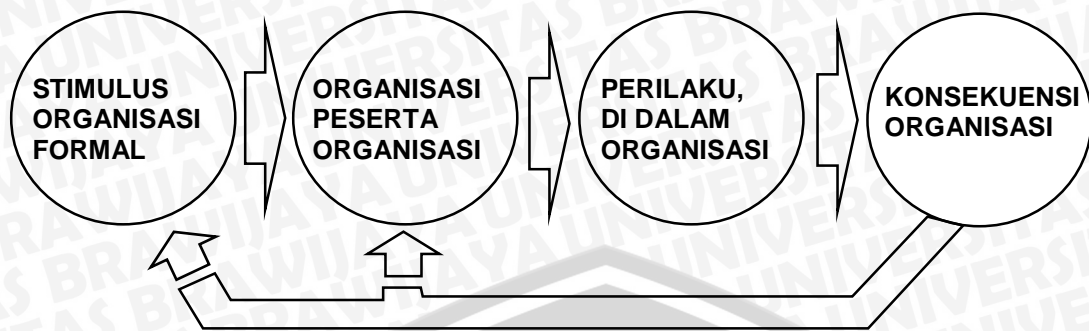 STIMULUS
ORGANISASI
FORMAL
ORGANISASI
PESERTA
ORGANISASI
PERILAKU,
DI DALAM
ORGANISASI
KONSEKUENSI
ORGANISASI